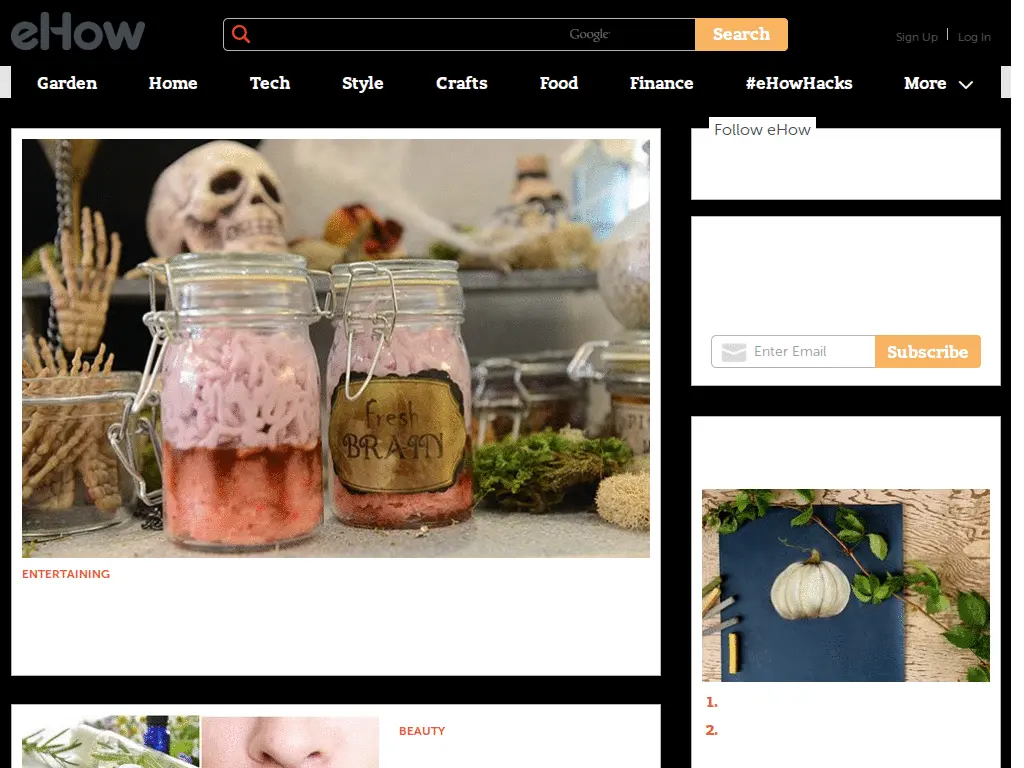 eHow
Google
Search
Sign Up
Log In
Garden
Home
Tech
Style
Crafts
Food
Finance
#eHowHacks
More
Follow eHow
Enter Email
Subscribe
Fresh
BRAIN
ENTERTAINING
1.
2.
BEAUTY